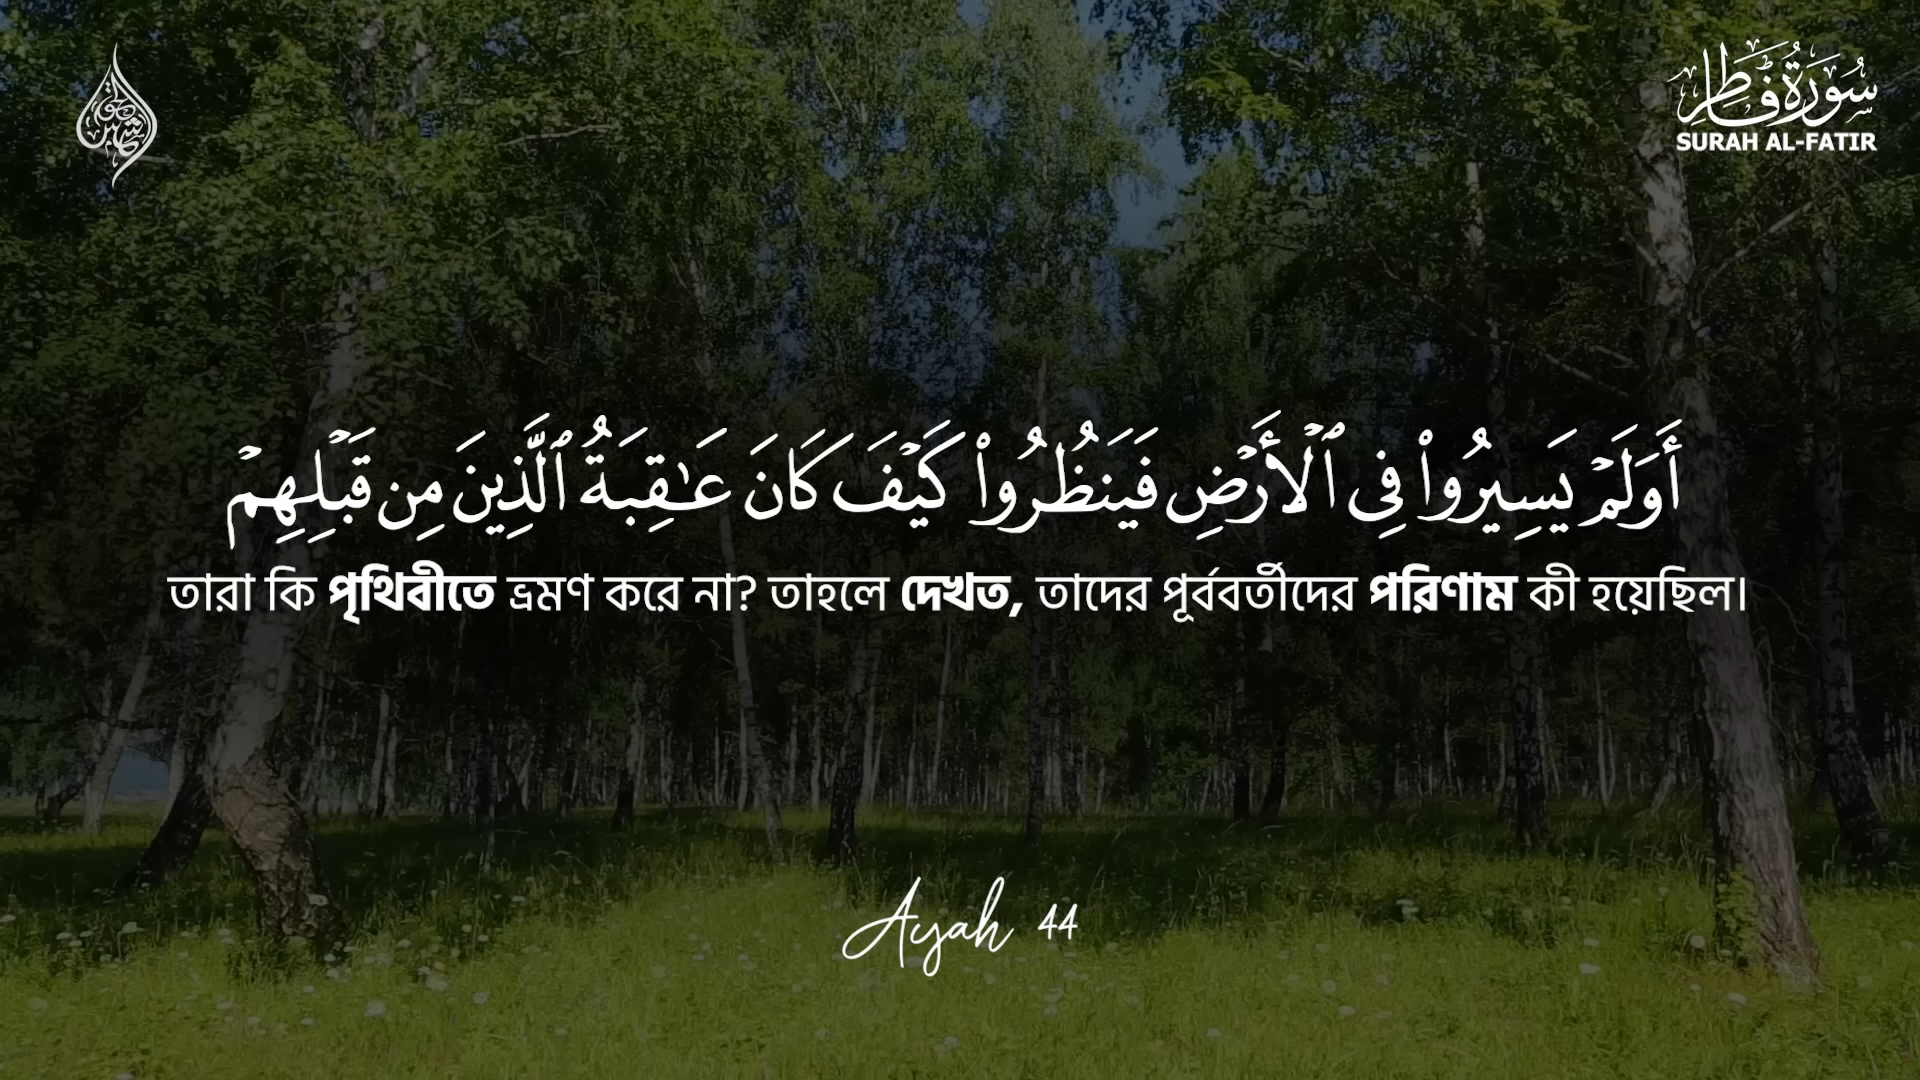 سُورَةُ فَاطِر
SURAH AL-FATIR
أَوَلَمۡ يَسِيرُواْ فِي ٱلۡأَرۡضِ فَيَنظُرُواْ كَيۡفَ كَانَ عَٰقِبَةُ ٱلَّذِينَ مِن قَبۡلِهِمۡ
তারা কি পৃথিবীতে ভ্রমণ করে না? তাহলে দেখত, তাদের পূর্ববর্তীদের পরিণাম কী হয়েছিল।
Ayah 44